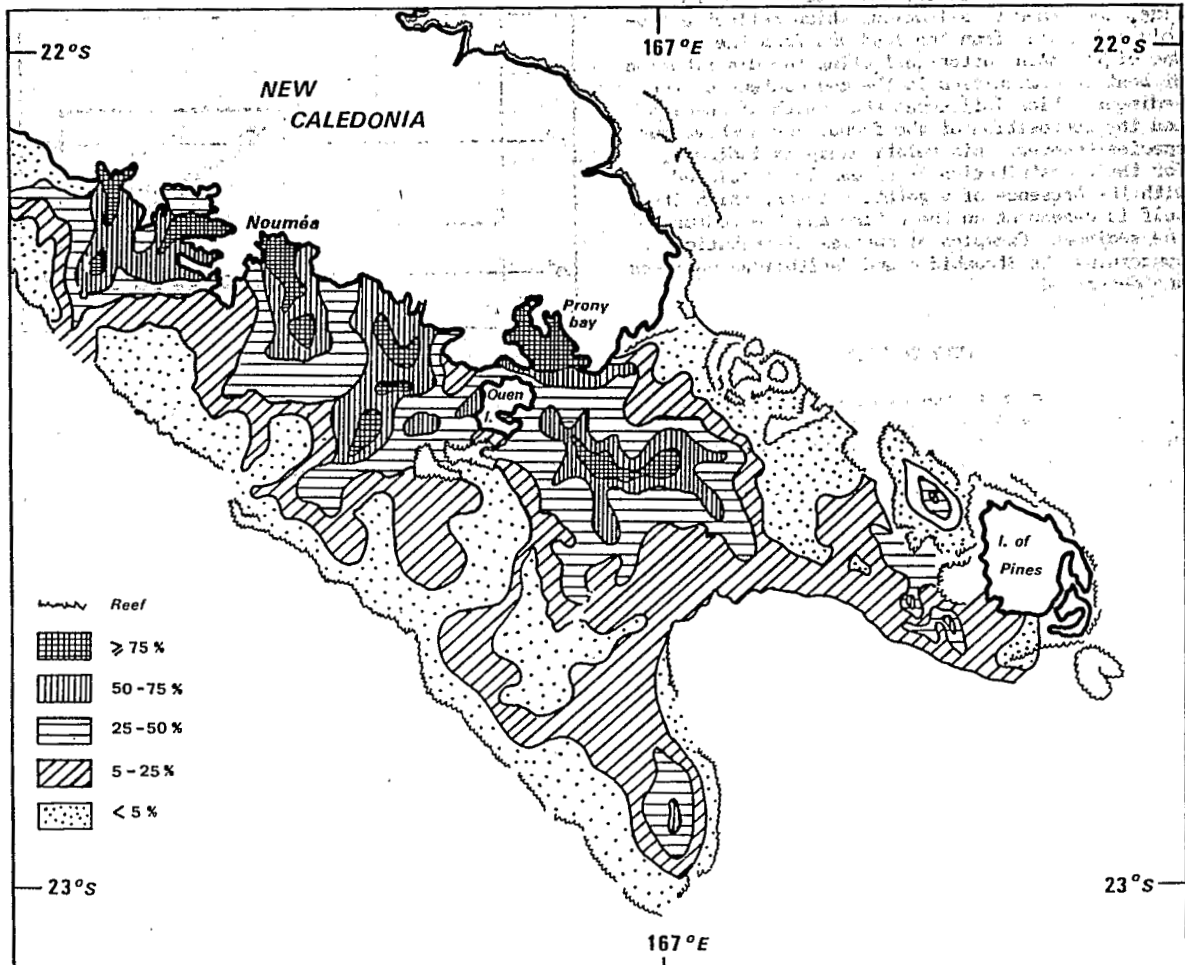 22°S
167°E
22°S
NEW
CALEDONIA
Nouméa
Prony
bay
Ouen
I.
I. of
Pines
Reef
⩾ 75 %
50 - 75 %
25 - 50 %
5 - 25 %
< 5 %
23°S
23°S
167°E